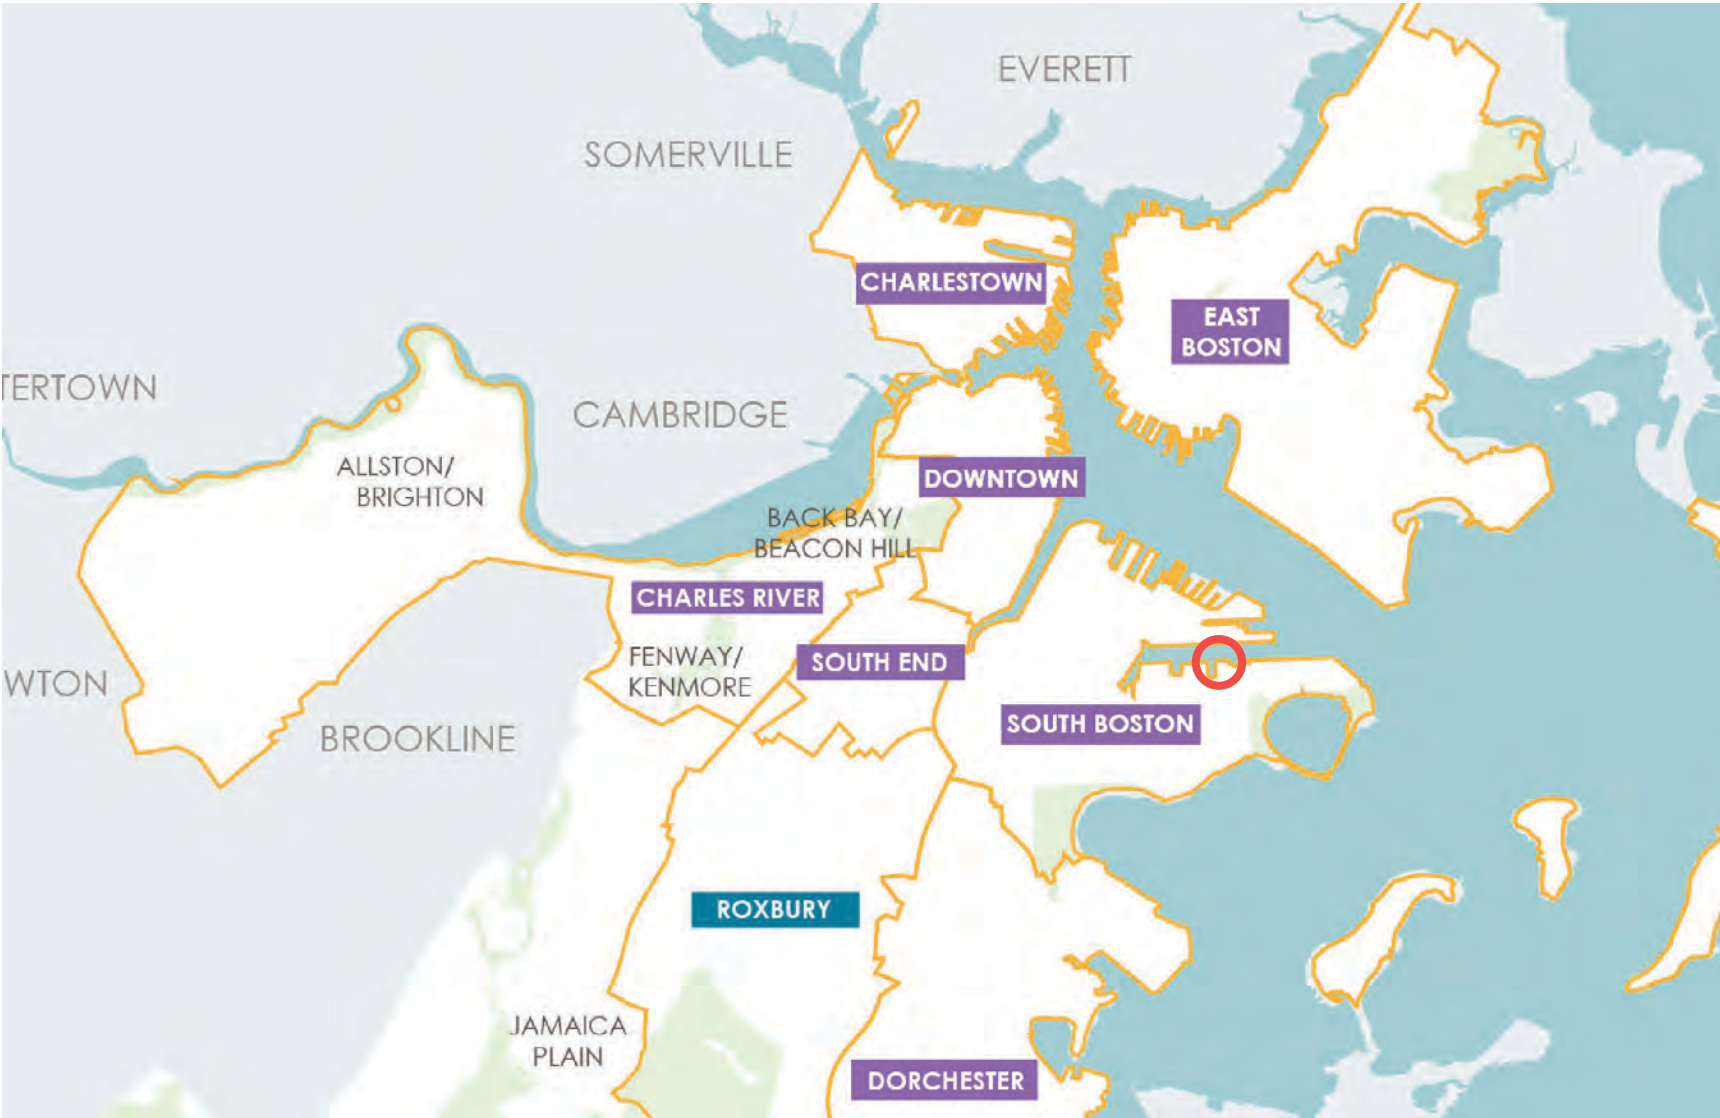 EVERETT
SOMERVILLE
CHARLESTOWN
EAST
BOSTON
TERTOWN
CAMBRIDGE
ALLSTON/
BRIGHTON
DOWNTOWN
BACK BAY/
BEACON HILL
CHARLES RIVER
FENWAY/
KENMORE
SOUTH END
WTON
BROOKLINE
SOUTH BOSTON
ROXBURY
JAMAICA
PLAIN
DORCHESTER